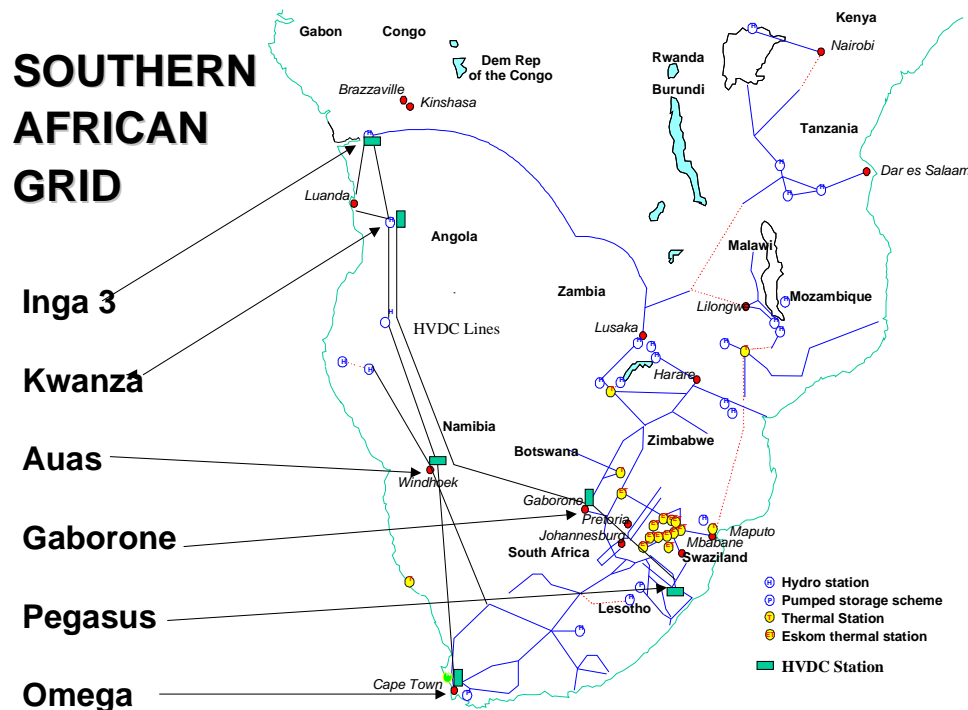 SOUTHERN
AFRICAN
GRID
Gabon
Congo
Dem Rep
of the Congo
Brazzaville
Kinshasa
Rwanda
Burundi
Kenya
Nairobi
Tanzania
Dar es Salaam
Luanda
Angola
Malawi
Inga 3
Zambia
Lilongw
Mozambique
HVDC Lines
Lusaka
Kwanza
Harare
Namibia
Zimbabwe
Auas
Windhoek
Botswana
Gaborone
Gaborone
Pretoria
Johannesburg
Maputo
Mbabane
South Africa
Swaziland
Pegasus
Lesotho
H Hydro station
P Pumped storage scheme
T Thermal Station
ET Eskom thermal station
HVDC Station
Omega
Cape Town